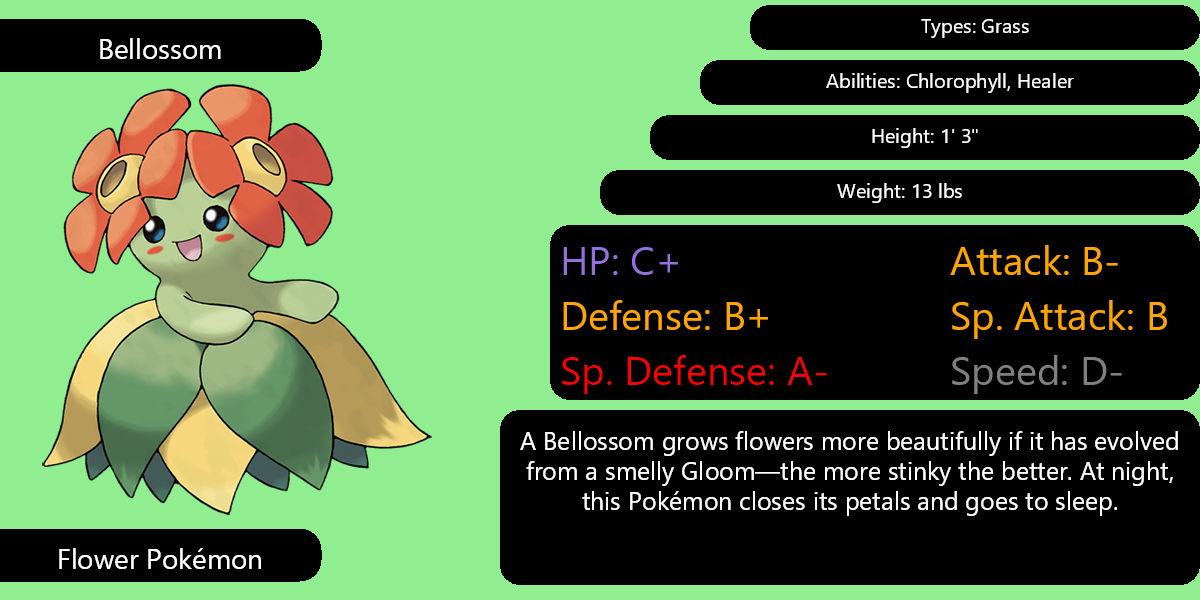 Bellossom
Types: Grass
Abilities: Chlorophyll, Healer
Height: 1' 3"
Weight: 13 lbs
HP: C+
Attack: B-
Defense: B+
Sp. Attack: B
Sp. Defense: A-
Speed: D-
A Bellossom grows flowers more beautifully if it has evolved
from a smelly Gloom—the more stinky the better. At night,
this Pokémon closes its petals and goes to sleep.
Flower Pokémon